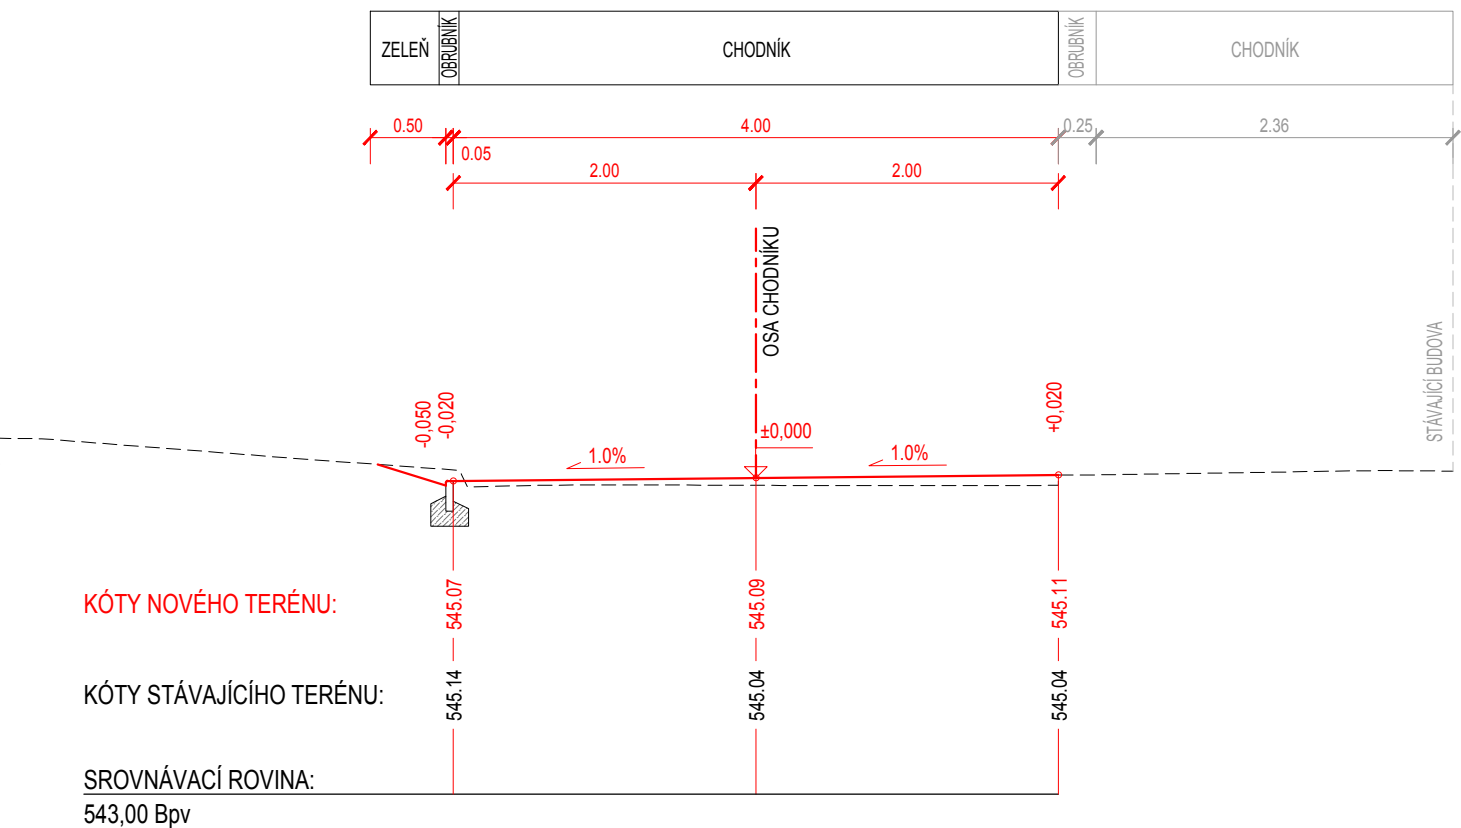 ZELEŇ
OBRUBNÍK
CHODNÍK
OBRUBNÍK
CHODNÍK
0.50
4.00
0.25
2.36
0.05
2.00
2.00
OSA CHODNÍKU
STÁVAJÍCÍ BUDOVA
-0,050
-0,020
±0,000
+0,020
1.0%
1.0%
KÓTY NOVÉHO TERÉNU:
545.07
545.09
545.11
KÓTY STÁVAJÍCÍHO TERÉNU:
545.14
545.04
545.04
SROVNÁVACÍ ROVINA:
543,00 Bpv